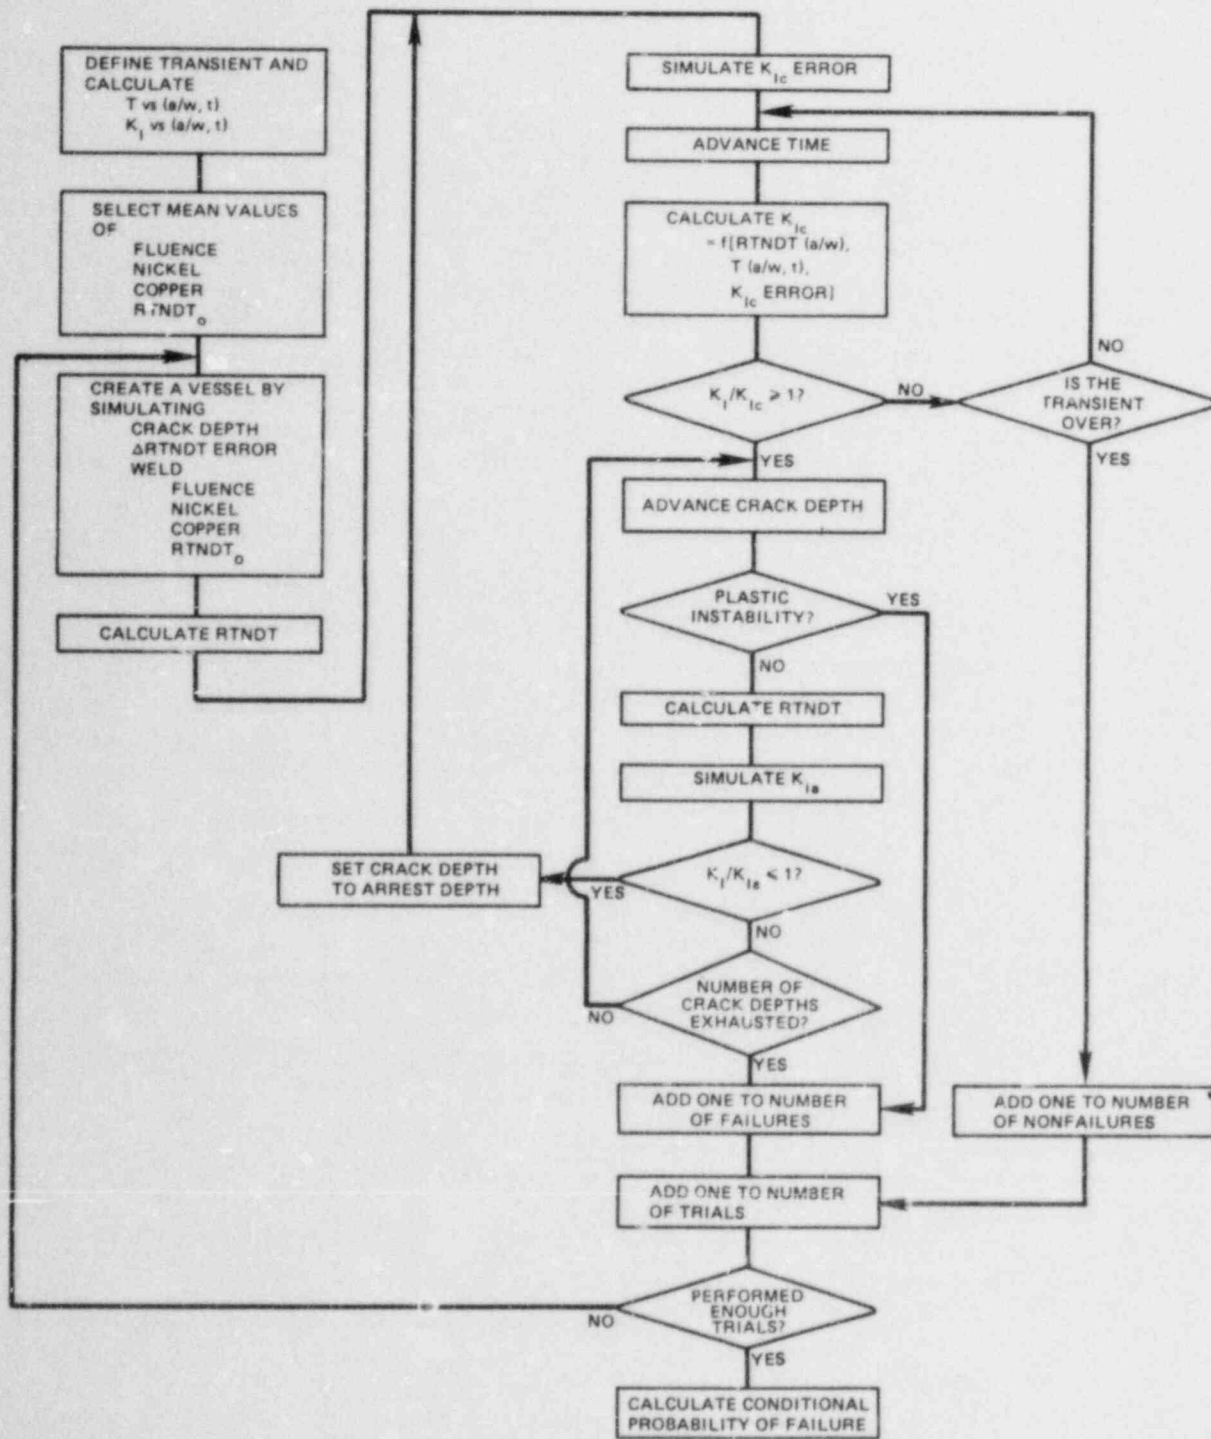 DEFINE TRANSIENT AND
CALCULATE
T vs (a/w, t)
K_I vs (a/w, t)
SELECT MEAN VALUES
OF
FLUENCE
NICKEL
COPPER
RTNDT_o
CREATE A VESSEL BY
SIMULATING
CRACK DEPTH
ΔRTNDT ERROR
WELD
FLUENCE
NICKEL
COPPER
RTNDT_o
CALCULATE RTNDT
SIMULATE K_Ic ERROR
ADVANCE TIME
CALCULATE K_Ic
= f[RTNDT (a/w),
T (a/w, t),
K_Ic ERROR]
K_I/K_Ic ⩾ 1?
NO
IS THE
TRANSIENT
OVER?
NO
YES
YES
ADVANCE CRACK DEPTH
PLASTIC
INSTABILITY?
YES
NO
CALCULATE RTNDT
SIMULATE K_Ia
K_I/K_Ia ⩽ 1?
YES
SET CRACK DEPTH
TO ARREST DEPTH
NO
NUMBER OF
CRACK DEPTHS
EXHAUSTED?
NO
YES
ADD ONE TO NUMBER
OF FAILURES
ADD ONE TO NUMBER
OF NONFAILURES
ADD ONE TO NUMBER
OF TRIALS
PERFORMED
ENOUGH
TRIALS?
NO
YES
CALCULATE CONDITIONAL
PROBABILITY OF FAILURE